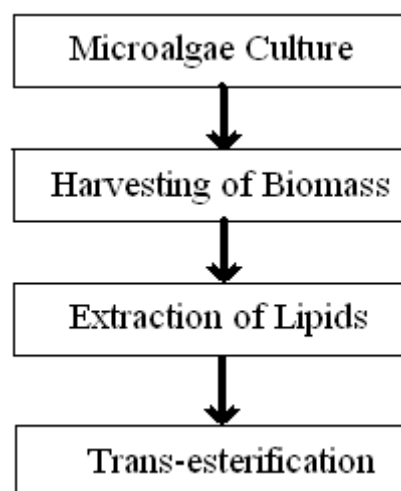 Microalgae Culture
Harvesting of Biomass
Extraction of Lipids
Trans-esterification